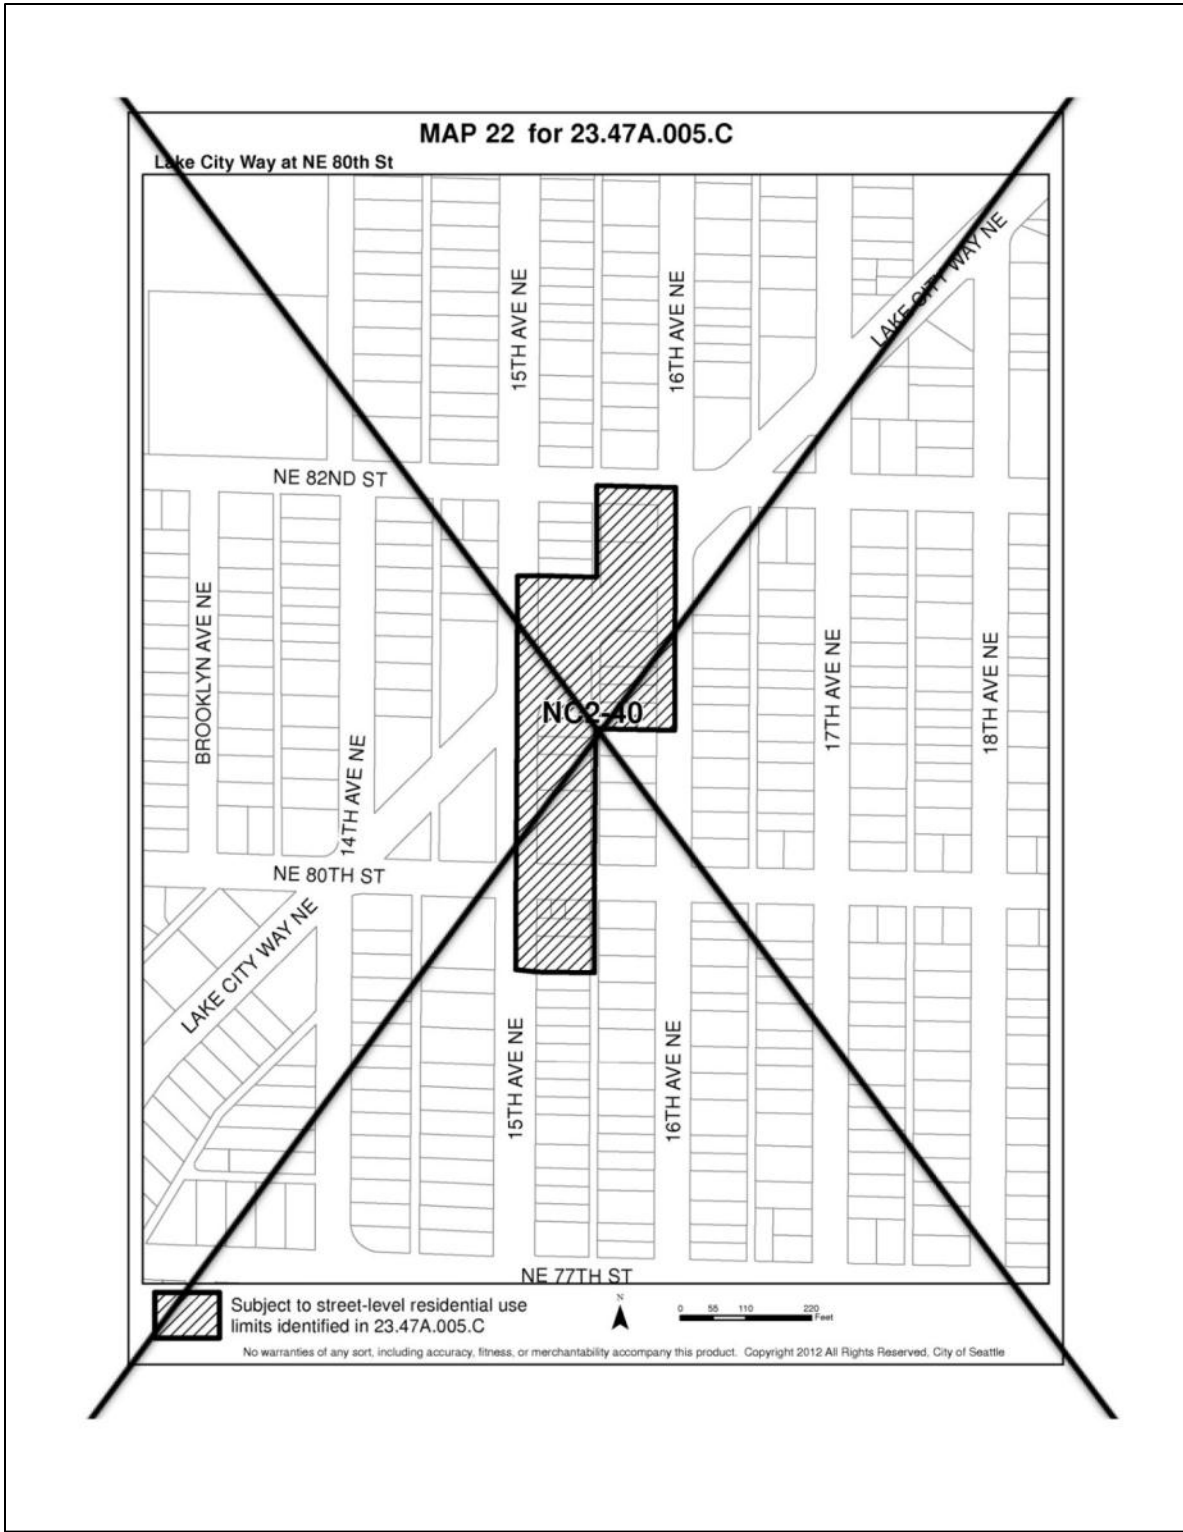 MAP 22 for 23.47A.005.C
Lake City Way at NE 80th St
15TH AVE NE
16TH AVE NE
LAKE CITY WAY NE
NE 82ND ST
BROOKLYN AVE NE
14TH AVE NE
NC2-40
17TH AVE NE
18TH AVE NE
NE 80TH ST
LAKE CITY WAY NE
15TH AVE NE
16TH AVE NE
NE 77TH ST
Subject to street-level residential use
limits identified in 23.47A.005.C
N
0 55 110 220
Feet
No warranties of any sort, including accuracy, fitness, or merchantability accompany this product. Copyright 2012 All Rights Reserved, City of Seattle